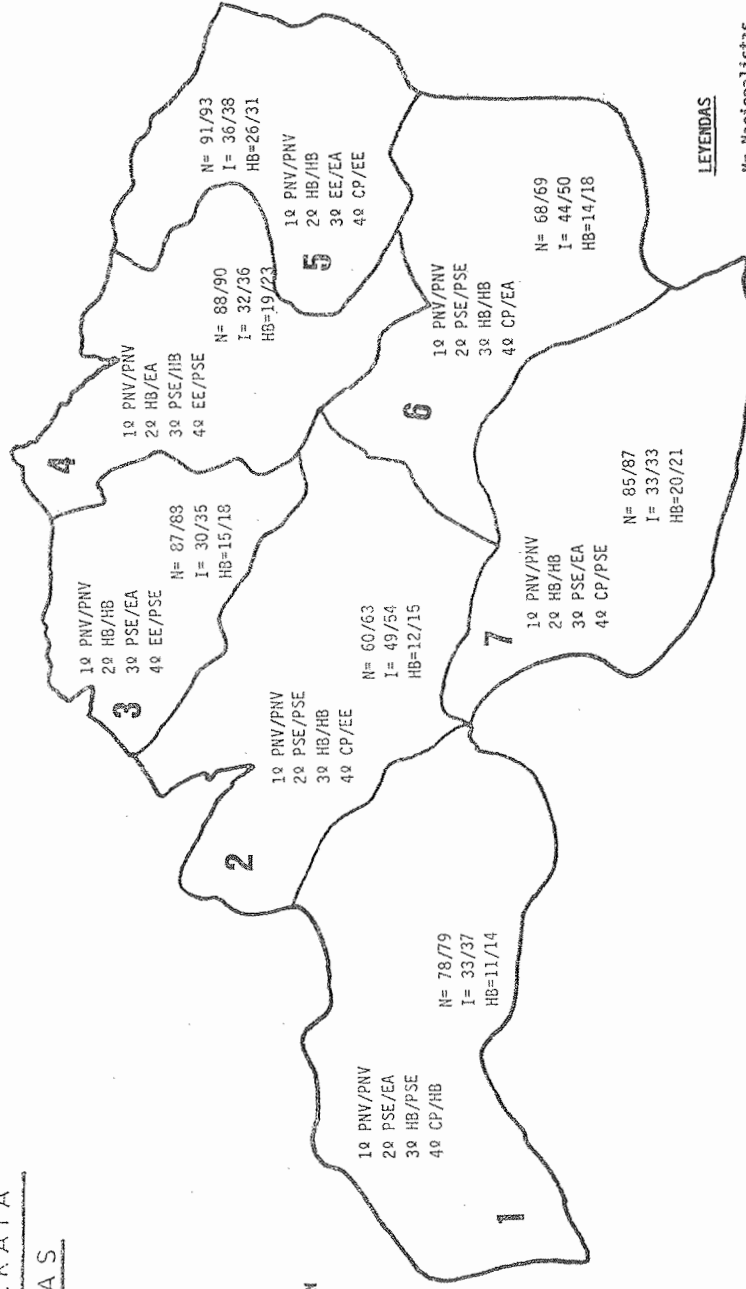 LEYENDAS
1
1º PNV/PNV
2º PSE/EA
3º HB/PSE
4º CP/HB
N= 78/79
I= 33/37
HB=11/14
2
1º PNV/PNV
2º PSE/PSE
3º HB/HB
4º CP/EE
N= 60/63
I= 49/54
HB=12/15
3
1º PNV/PNV
2º HB/HB
3º PSE/EA
4º EE/PSE
N= 87/88
I= 30/35
HB=15/18
4
1º PNV/PNV
2º HB/EA
3º PSE/HB
4º EE/PSE
N= 88/90
I= 32/36
HB=19/23
5
1º PNV/PNV
2º HB/HB
3º EE/EA
4º CP/EE
N= 91/93
I= 36/38
HB=26/31
6
1º PNV/PNV
2º PSE/PSE
3º HB/HB
4º CP/EA
N= 68/69
I= 44/50
HB=14/18
7
1º PNV/PNV
2º HB/HB
3º PSE/EA
4º CP/PSE
N= 85/87
I= 33/33
HB=20/21